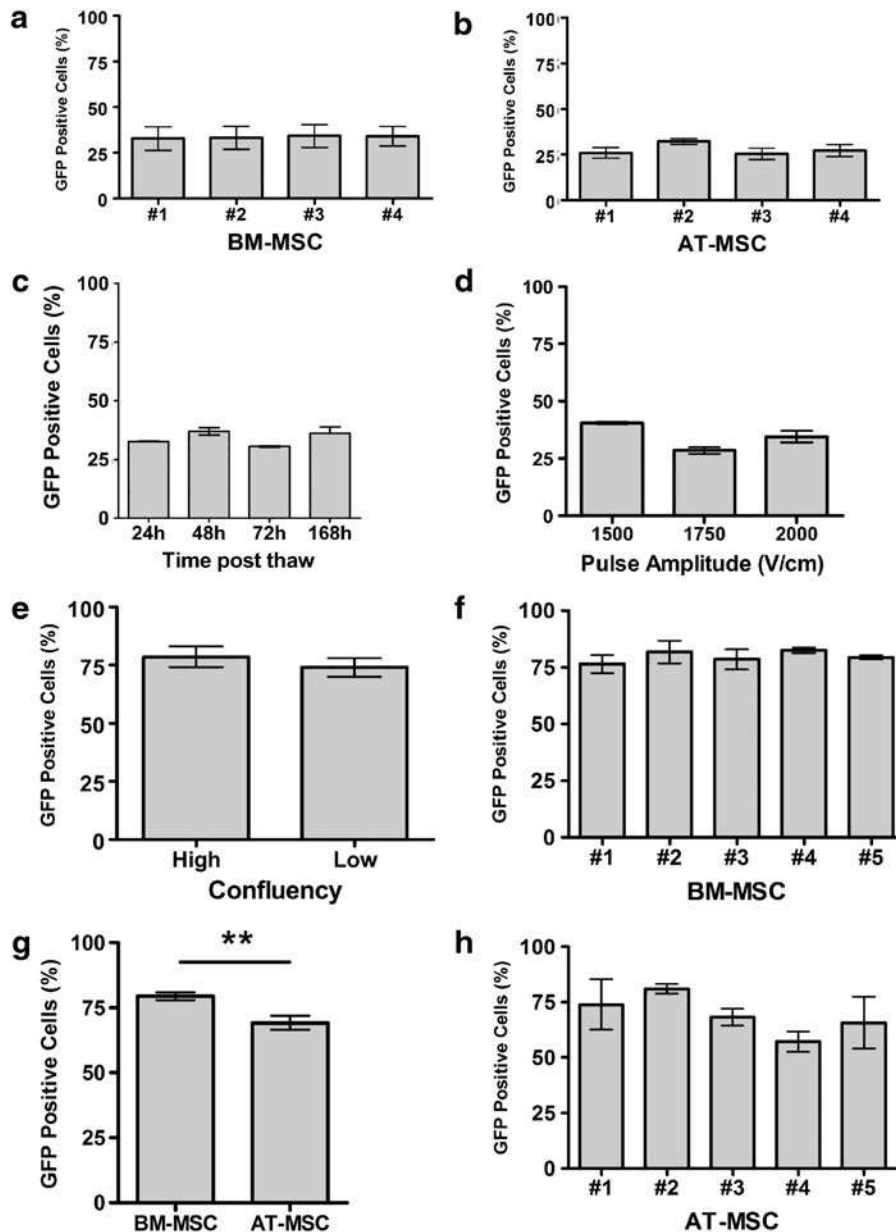 a
GFP Positive Cells (%)
100
75
50
25
0
#1 #2 #3 #4
BM-MSC
b
GFP Positive Cells (%)
100
75
50
25
0
#1 #2 #3 #4
AT-MSC
c
GFP Positive Cells (%)
100
75
50
25
0
24h 48h 72h 168h
Time post thaw
d
GFP Positive Cells (%)
100
75
50
25
0
1500 1750 2000
Pulse Amplitude (V/cm)
e
GFP Positive Cells (%)
100
75
50
25
0
High Low
Confluency
f
GFP Positive Cells (%)
100
75
50
25
0
#1 #2 #3 #4 #5
BM-MSC
g
GFP Positive Cells (%)
100
75
50
25
0
**
BM-MSC AT-MSC
h
GFP Positive Cells (%)
100
75
50
25
0
#1 #2 #3 #4 #5
AT-MSC